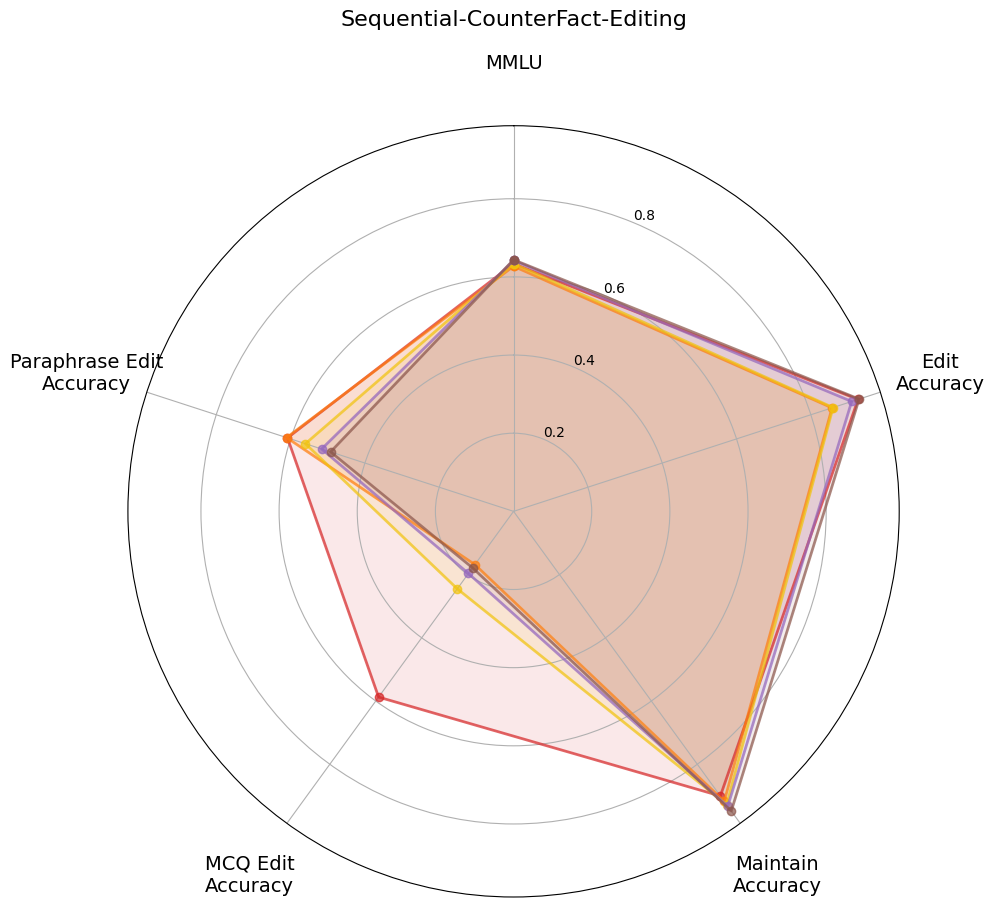 Sequential-CounterFact-Editing
MMLU
0.8
0.6
Paraphrase Edit
Accuracy
Edit
Accuracy
0.4
0.2
MCQ Edit
Accuracy
Maintain
Accuracy